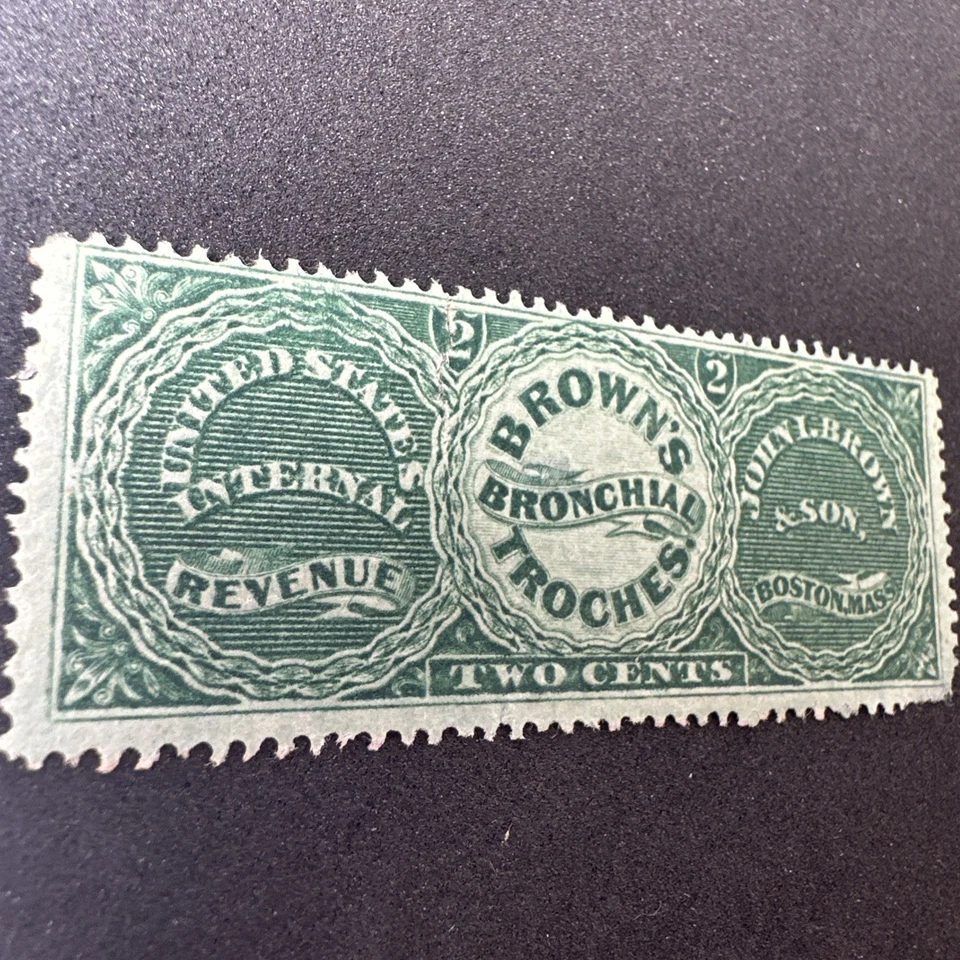 UNITED STATES
INTERNAL
REVENUE
2
BROWN'S
BRONCHIAL
TROCHES.
2
JOHN I. BROWN
& SON,
BOSTON, MASS
TWO CENTS